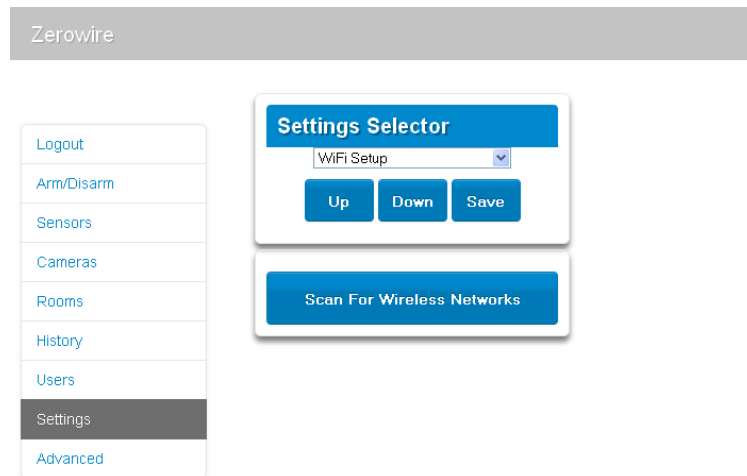 Zerowire
Logout
Arm/Disarm
Sensors
Cameras
Rooms
History
Users
Settings
Advanced
Settings Selector
WiFi Setup
Up Down Save
Scan For Wireless Networks